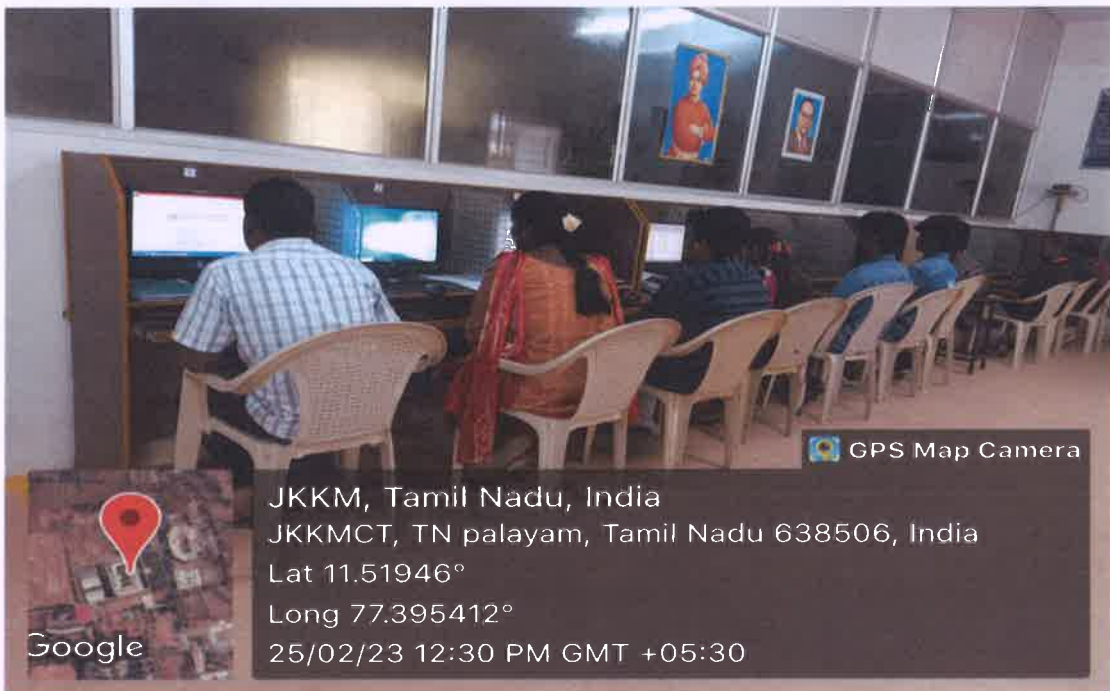 GPS Map Camera
JKKM, Tamil Nadu, India
JKKMCT, TN palayam, Tamil Nadu 638506, India
Lat 11.51946°
Long 77.395412°
25/02/23 12:30 PM GMT +05:30
Google